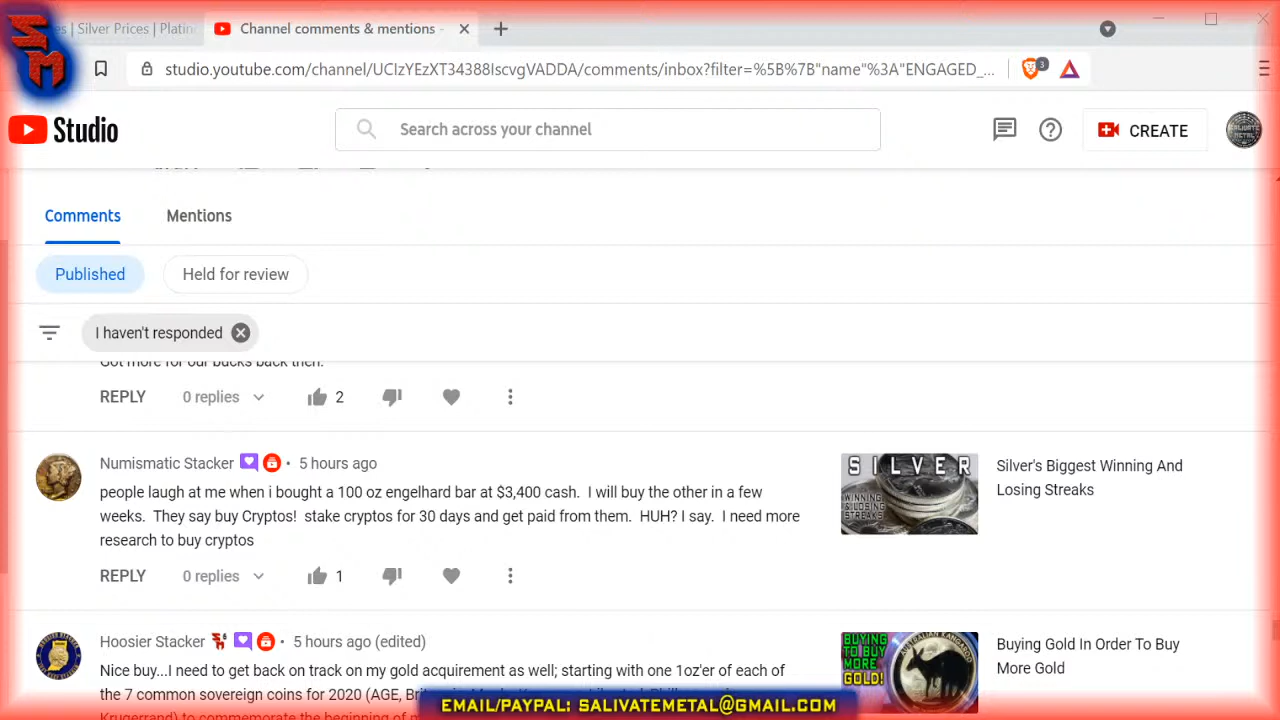 es | Silver Prices | Platin
Channel comments & mentions -
SM
studio.youtube.com/channel/UCIzYEzXT34388IscvgVADDA/comments/inbox?filter=%5B%7B"name"%3A"ENGAGED_...
3
Studio
Search across your channel
CREATE
Comments
Mentions
Published
Held for review
I haven't responded
Got more for our bucks back then.
REPLY 0 replies 2
Numismatic Stacker • 5 hours ago
people laugh at me when i bought a 100 oz engelhard bar at $3,400 cash. I will buy the other in a few
weeks. They say buy Cryptos! stake cryptos for 30 days and get paid from them. HUH? I say. I need more
research to buy cryptos
SILVER
WINNING
& LOSING
STREAKS
Silver's Biggest Winning And
Losing Streaks
REPLY 0 replies 1
Hoosier Stacker • 5 hours ago (edited)
Nice buy...I need to get back on track on my gold acquirement as well; starting with one 1oz'er of each of
the 7 common sovereign coins for 2020 (AGE,
Krugerrand) to commemorate the beginning of
BUYING
TO BUY
MORE
GOLD!
Buying Gold In Order To Buy
More Gold
EMAIL/PAYPAL: SALIVATEMETAL@GMAIL.COM